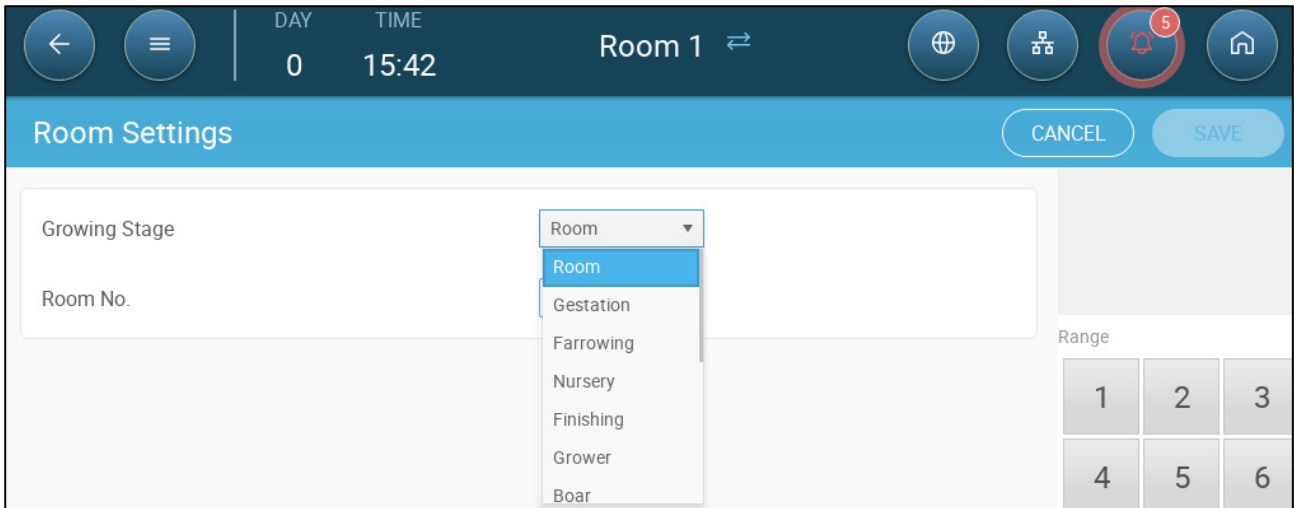 DAY TIME
0 15:42
Room 1
5
Room Settings
CANCEL SAVE
Growing Stage
Room
Room
Gestation
Room No.
Farrowing
Range
Nursery
Finishing
1 2 3
Grower
Boar
4 5 6